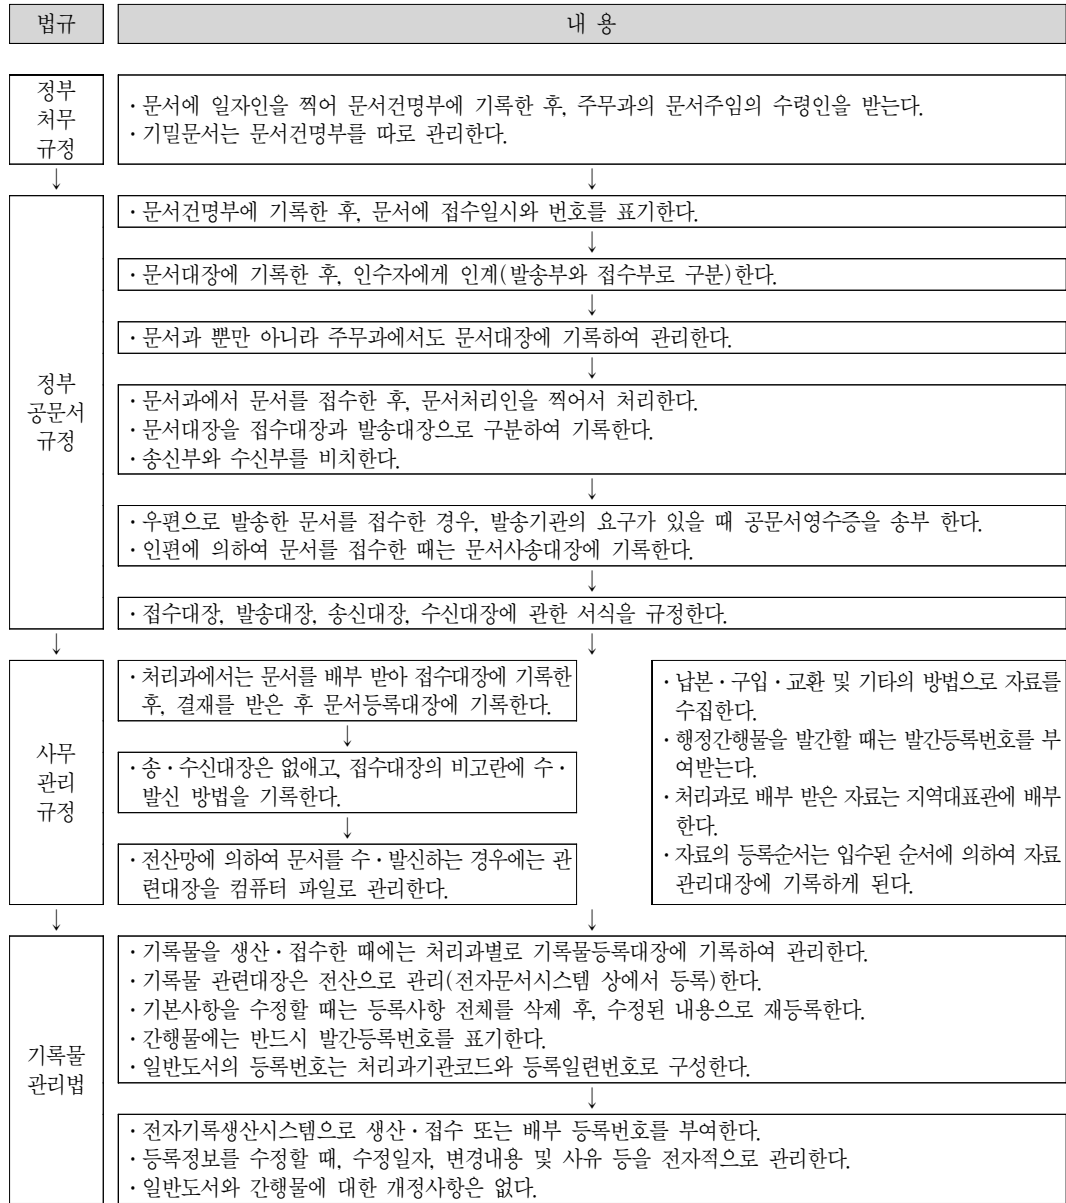 법규
내 용
정부
처무
규정
· 문서에 일자인을 찍어 문서건명부에 기록한 후, 주무과의 문서주임의 수령인을 받는다.
· 기밀문서는 문서건명부를 따로 관리한다.
↓
↓
정부
공문서
규정
· 문서건명부에 기록한 후, 문서에 접수일시와 번호를 표기한다.
↓
· 문서대장에 기록한 후, 인수자에게 인계(발송부와 접수부로 구분)한다.
↓
· 문서과 뿐만 아니라 주무과에서도 문서대장에 기록하여 관리한다.
↓
· 문서과에서 문서를 접수한 후, 문서처리인을 찍어서 처리한다.
· 문서대장을 접수대장과 발송대장으로 구분하여 기록한다.
· 송신부와 수신부를 비치한다.
↓
· 우편으로 발송한 문서를 접수한 경우, 발송기관의 요구가 있을 때 공문서영수증을 송부 한다.
· 인편에 의하여 문서를 접수한 때는 문서사송대장에 기록한다.
↓
· 접수대장, 발송대장, 송신대장, 수신대장에 관한 서식을 규정한다.
↓
↓
사무
관리
규정
· 처리과에서는 문서를 배부 받아 접수대장에 기록한
후, 결재를 받은 후 문서등록대장에 기록한다.
↓
· 송 · 수신대장은 없애고, 접수대장의 비고란에 수 ·
발신 방법을 기록한다.
↓
· 전산망에 의하여 문서를 수 · 발신하는 경우에는 관
련대장을 컴퓨터 파일로 관리한다.
· 납본 · 구입 · 교환 및 기타의 방법으로 자료를
수집한다.
· 행정간행물을 발간할 때는 발간등록번호를 부
여받는다.
· 처리과로 배부 받은 자료는 지역대표관에 배부
한다.
· 자료의 등록순서는 입수된 순서에 의하여 자료
관리대장에 기록하게 된다.
↓
↓
기록물
관리법
· 기록물을 생산 · 접수한 때에는 처리과별로 기록물등록대장에 기록하여 관리한다.
· 기록물 관련대장은 전산으로 관리(전자문서시스템 상에서 등록)한다.
· 기본사항을 수정할 때는 등록사항 전체를 삭제 후, 수정된 내용으로 재등록한다.
· 간행물에는 반드시 발간등록번호를 표기한다.
· 일반도서의 등록번호는 처리과기관코드와 등록일련번호로 구성한다.
↓
· 전자기록생산시스템으로 생산 · 접수 또는 배부 등록번호를 부여한다.
· 등록정보를 수정할 때, 수정일자, 변경내용 및 사유 등을 전자적으로 관리한다.
· 일반도서와 간행물에 대한 개정사항은 없다.